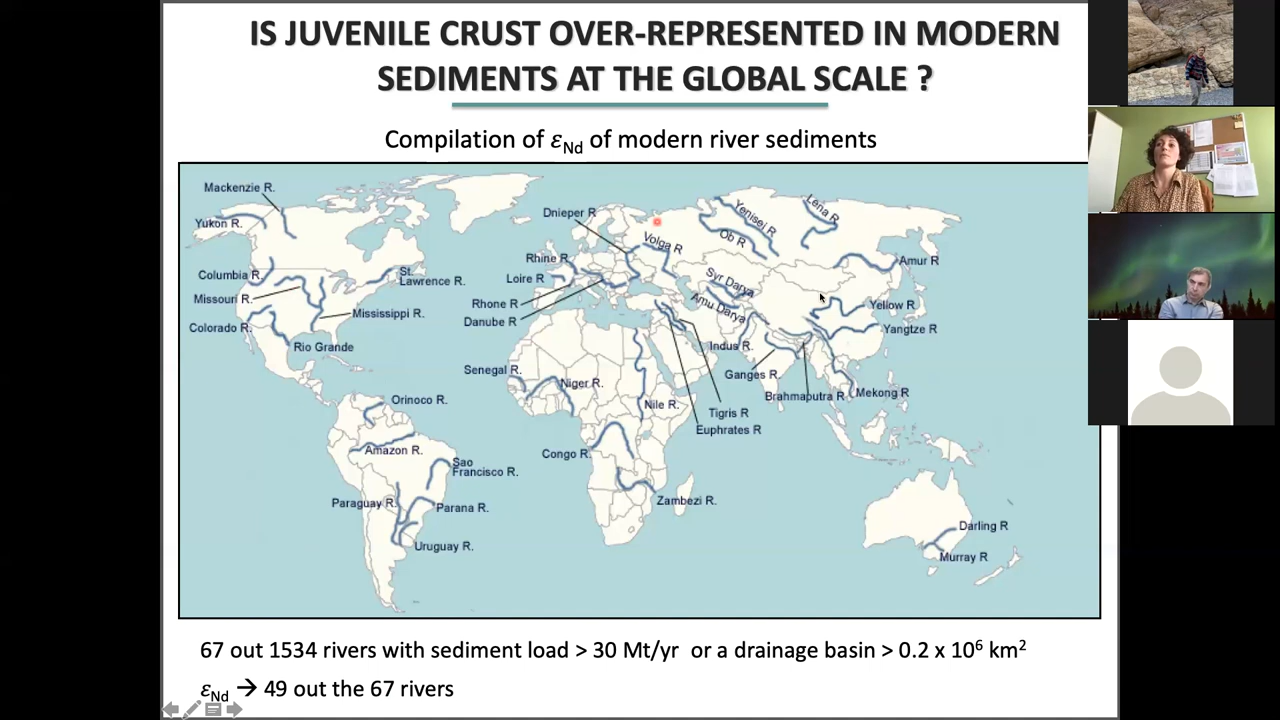 IS JUVENILE CRUST OVER-REPRESENTED IN MODERN
SEDIMENTS AT THE GLOBAL SCALE ?
Compilation of εNd of modern river sediments
Mackenzie R.
Yukon R.
Columbia R.
Missouri R.
Colorado R.
St.
Lawrence R.
Mississippi R.
Rio Grande
Orinoco R.
Amazon R.
Sao
Francisco R.
Paraguay R.
Parana R.
Uruguay R.
Dnieper R
Rhine R.
Loire R
Rhone R
Danube R
Volga R
Ob R
Yenisei R
Lena R
Amur R
Syr Darya
Amu Darya
Yellow R
Yangtze R
Indus R.
Ganges R.
Brahmaputra R
Mekong R
Tigris R
Euphrates R
Senegal R.
Niger R.
Nile R.
Congo R.
Zambezi R.
Darling R
Murray R
67 out 1534 rivers with sediment load > 30 Mt/yr or a drainage basin > 0.2 x 10⁶ km²
εNd → 49 out the 67 rivers